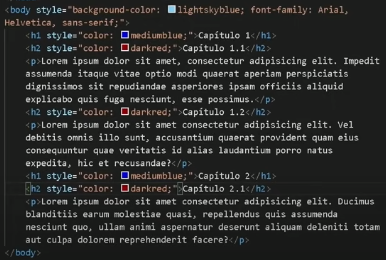 <body style="background-color: lightskyblue; font-family: Arial,
Helvetica, sans-serif;">
<h1 style="color: mediumblue;">Capítulo 1</h1>
<h2 style="color: darkred;">Capítulo 1.1</h2>
<p>Lorem ipsum dolor sit amet, consectetur adipisicing elit. Impedit
assumenda itaque vitae optio modi quaerat aperiam perspiciatis
dignissimos sit repudiandae asperiores ipsam officiis aliquid
explicabo quis fuga nesciunt, esse possimus.</p>
<h2 style="color: darkred;">Capítulo 1.2</h2>
<p>Lorem ipsum dolor sit amet consectetur adipisicing elit. Vel
debitis omnis illo sunt, accusantium quaerat provident quam eius
consequuntur quae veritatis id alias laudantium porro natus
expedita, hic et recusandae?</p>
<h1 style="color: mediumblue;">Capítulo 2</h1>
<h2 style="color: darkred;">Capítulo 2.1</h2>
<p>Lorem ipsum dolor sit amet consectetur adipisicing elit. Ducimus
blanditiis earum molestiae quasi, repellendus quis assumenda
nesciunt quo, ullam animi aspernatur deserunt aliquam deleniti totam
aut culpa dolorem reprehenderit facere?</p>
</body>